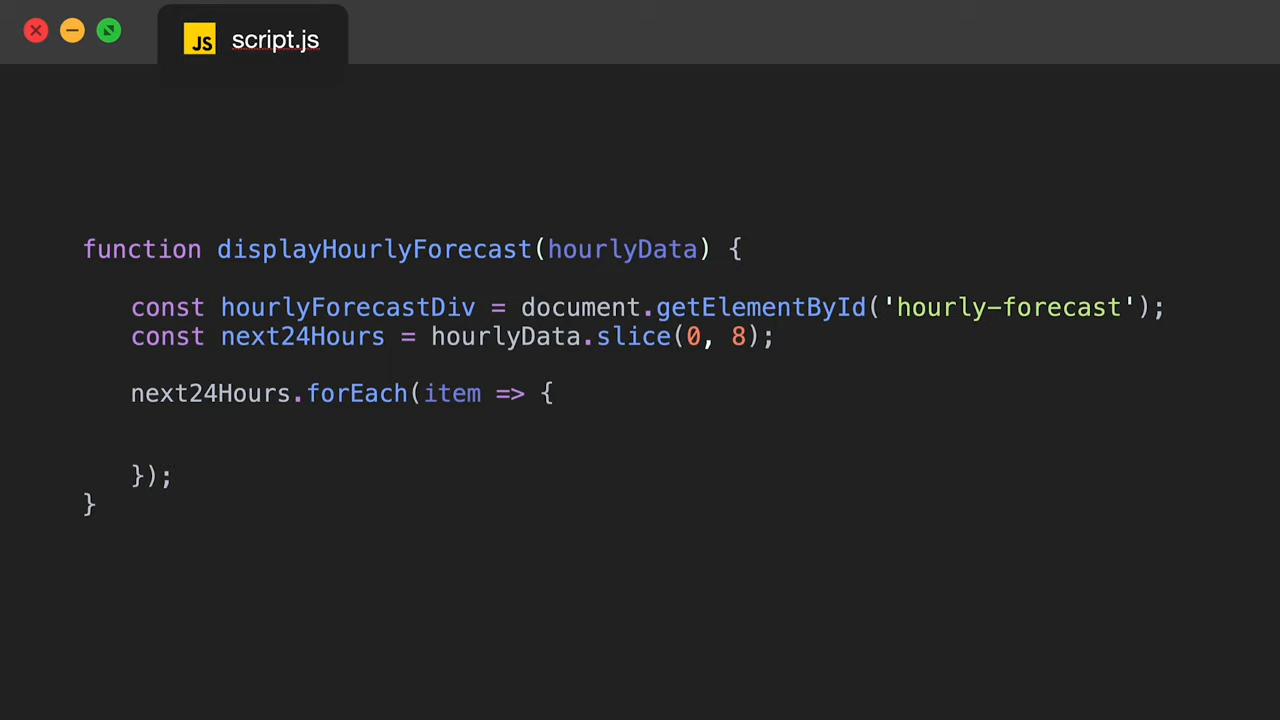 JS script.js
function displayHourlyForecast(hourlyData) {
const hourlyForecastDiv = document.getElementById('hourly-forecast');
const next24Hours = hourlyData.slice(0, 8);
next24Hours.forEach(item => {
});
}